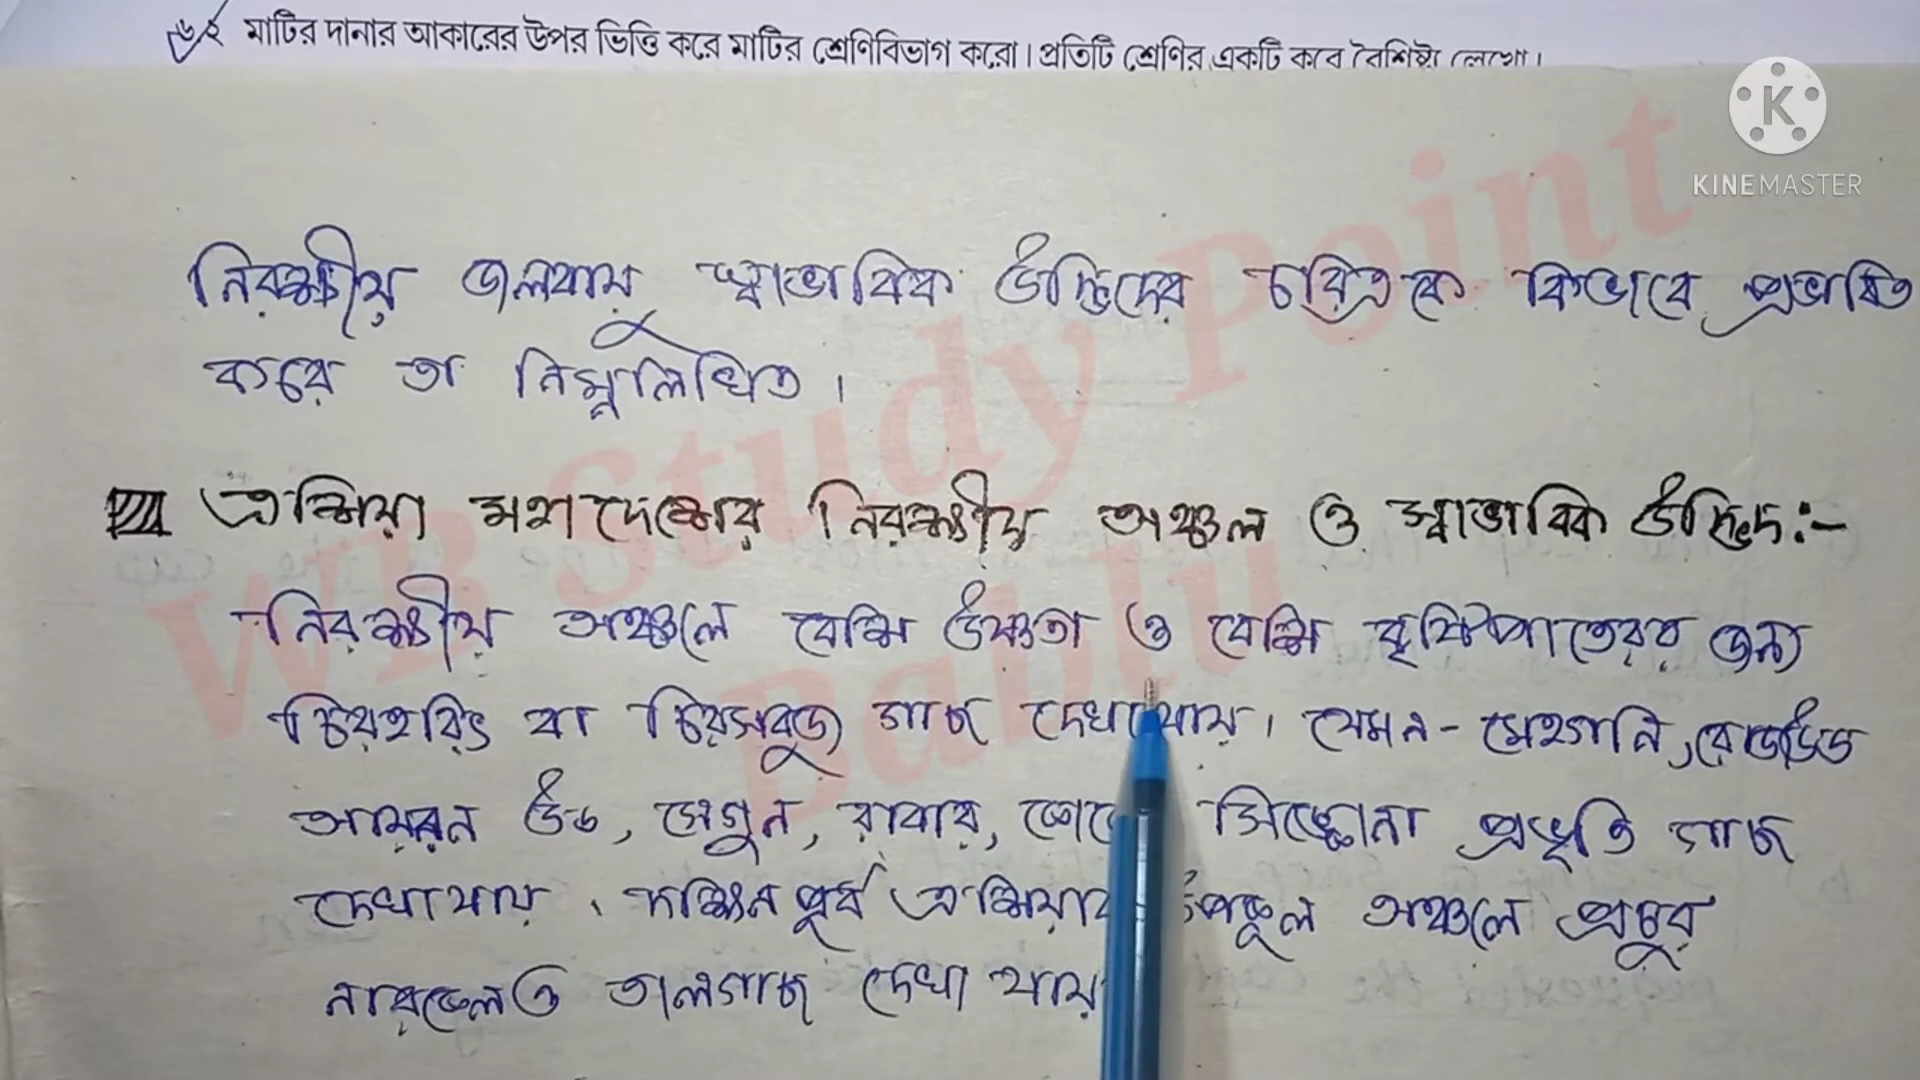 ৬.২ মাটির দানার আকারের উপর ভিত্তি করে মাটির শ্রেণিবিভাগ করো। প্রতিটি শ্রেণির একটি করে বৈশিষ্ট্য লেখো।
KINEMASTER
নিরক্ষীয় জলবায়ু স্বাভাবিক উদ্ভিদের চরিত্রকে কিভাবে প্রভাবিত
করে তা নিম্নলিখিত।
এশিয়া মহাদেশের নিরক্ষীয় অঞ্চল ও স্বাভাবিক উদ্ভিদ:-
নিরক্ষীয় অঞ্চলে বেশি উষ্ণতা ও বেশি বৃষ্টিপাতের জন্য
চিরহরিৎ বা চিরসবুজ গাছ দেখা যায়। যেমন - মেহগনি, রোজউড
আয়রন উড, সেগুন, রাবার, সিঙ্কোনা প্রভৃতি গাছ
দেখা যায়। দক্ষিন পূর্ব এশিয়ার উপকূল অঞ্চলে প্রচুর
নারকেল ও তালগাছ দেখা যায়
WB Study Point
Bablu